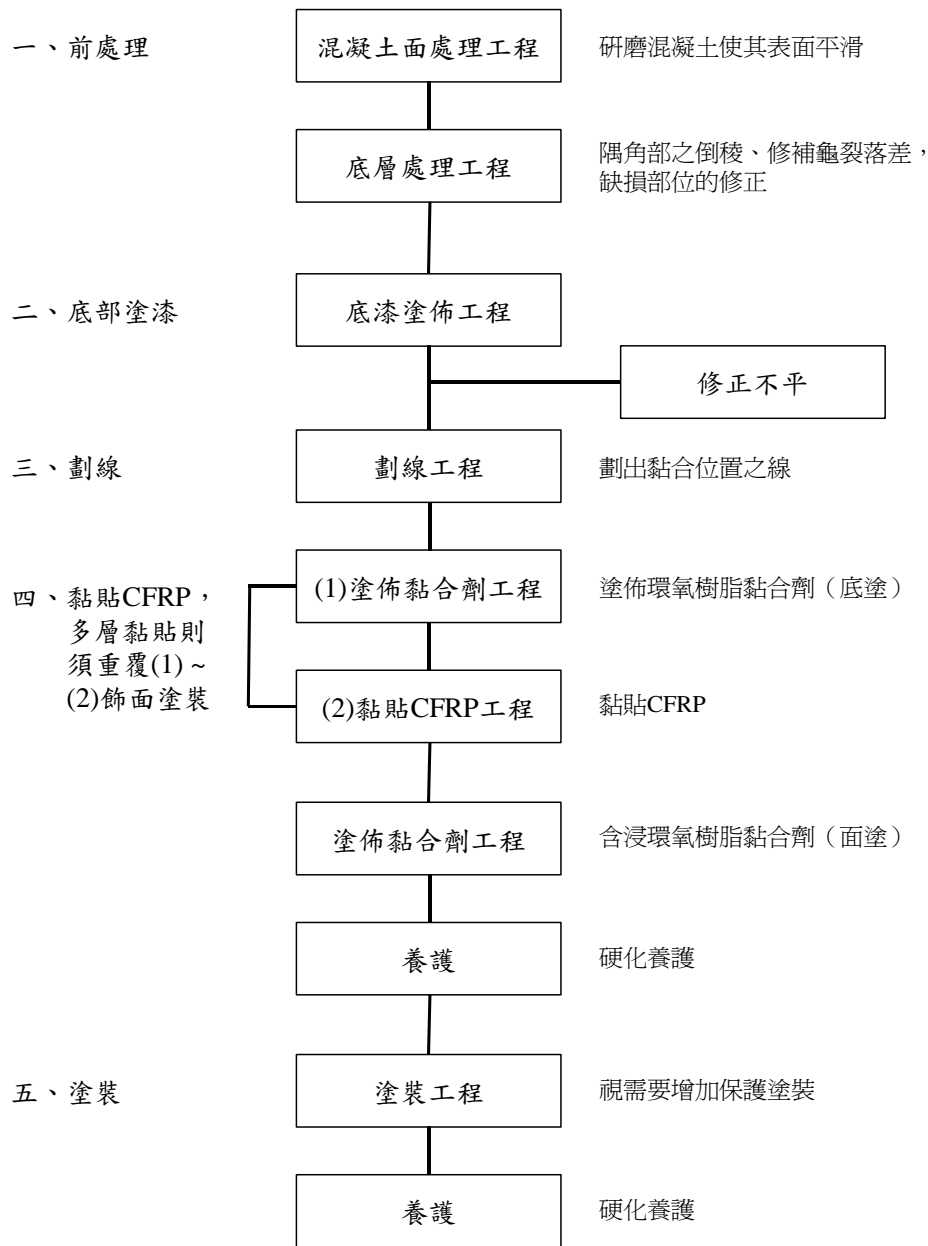 一、前處理
混凝土面處理工程
研磨混凝土使其表面平滑
底層處理工程
隅角部之倒稜、修補龜裂落差，
缺損部位的修正
二、底部塗漆
底漆塗佈工程
修正不平
三、劃線
劃線工程
劃出黏合位置之線
四、黏貼CFRP，
多層黏貼則
須重覆(1)~
(2)飾面塗裝
(1)塗佈黏合劑工程
塗佈環氧樹脂黏合劑（底塗）
(2)黏貼CFRP工程
黏貼CFRP
塗佈黏合劑工程
含浸環氧樹脂黏合劑（面塗）
養護
硬化養護
五、塗裝
塗裝工程
視需要增加保護塗裝
養護
硬化養護